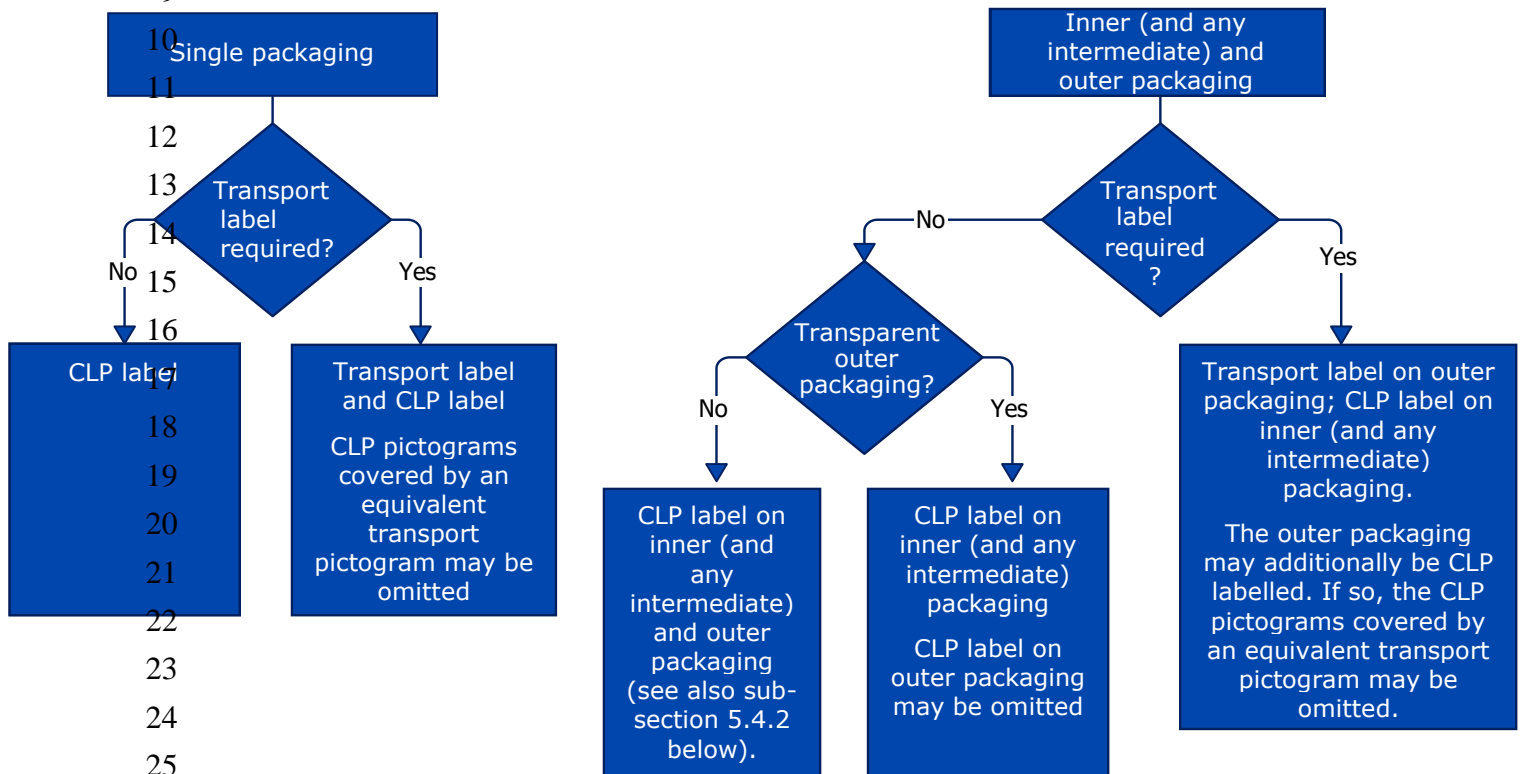 10
11
12
13
14
15
16
17
18
19
20
21
22
23
24
25
Single packaging
Transport
label
required?
No
Yes
CLP label
Transport label
and CLP label
CLP pictograms
covered by an
equivalent
transport
pictogram may be
omitted
Inner (and any
intermediate) and
outer packaging
Transport
label
required
?
No
Yes
Transparent
outer
packaging?
No
Yes
CLP label on
inner (and
any
intermediate)
and outer
packaging
(see also sub-
section 5.4.2
below).
CLP label on
inner (and any
intermediate)
packaging
CLP label on
outer packaging
may be omitted
Transport label on outer
packaging; CLP label on
inner (and any
intermediate)
packaging.
The outer packaging
may additionally be CLP
labelled. If so, the CLP
pictograms covered by
an equivalent transport
pictogram may be
omitted.